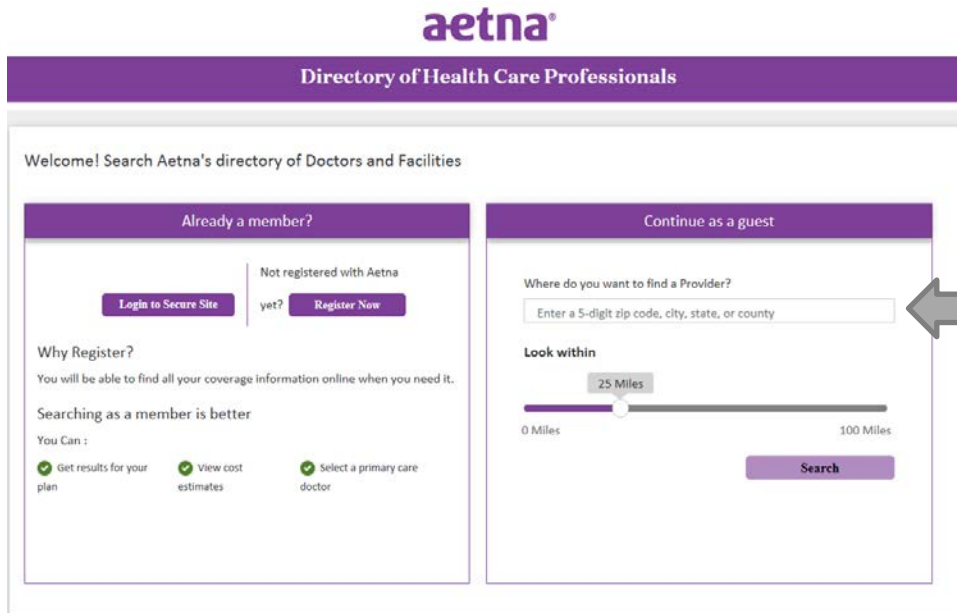 aetna®
Directory of Health Care Professionals
Welcome! Search Aetna's directory of Doctors and Facilities
Already a member?
Login to Secure Site
Not registered with Aetna
yet? Register Now
Why Register?
You will be able to find all your coverage information online when you need it.
Searching as a member is better
You Can :
Get results for your
plan
View cost
estimates
Select a primary care
doctor
Continue as a guest
Where do you want to find a Provider?
Enter a 5-digit zip code, city, state, or county
Look within
25 Miles
0 Miles
100 Miles
Search